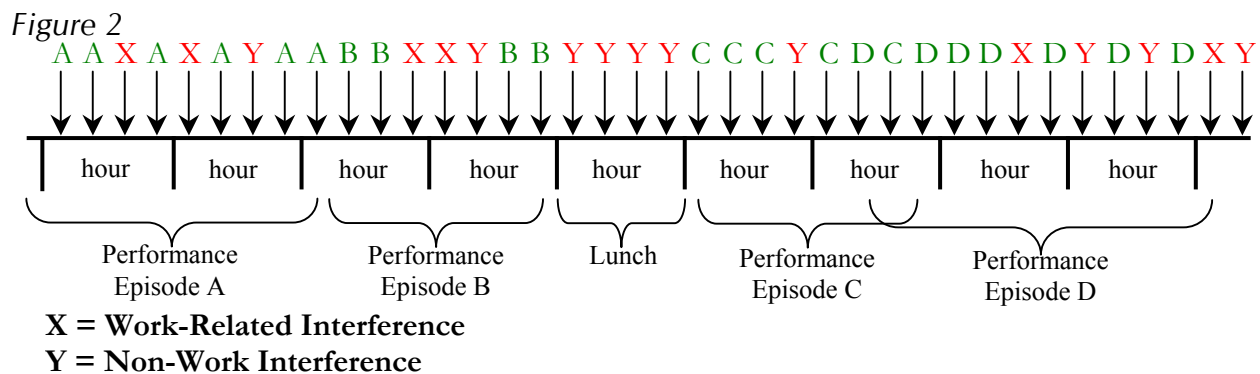 Figure 2
A A X A X A Y A A B B X X Y B B Y Y Y Y C C C Y C D C D D D X D Y D Y D X Y
hour hour hour hour hour hour hour hour hour
Performance
Episode A
Performance
Episode B
Lunch
Performance
Episode C
Performance
Episode D
X = Work-Related Interference
Y = Non-Work Interference